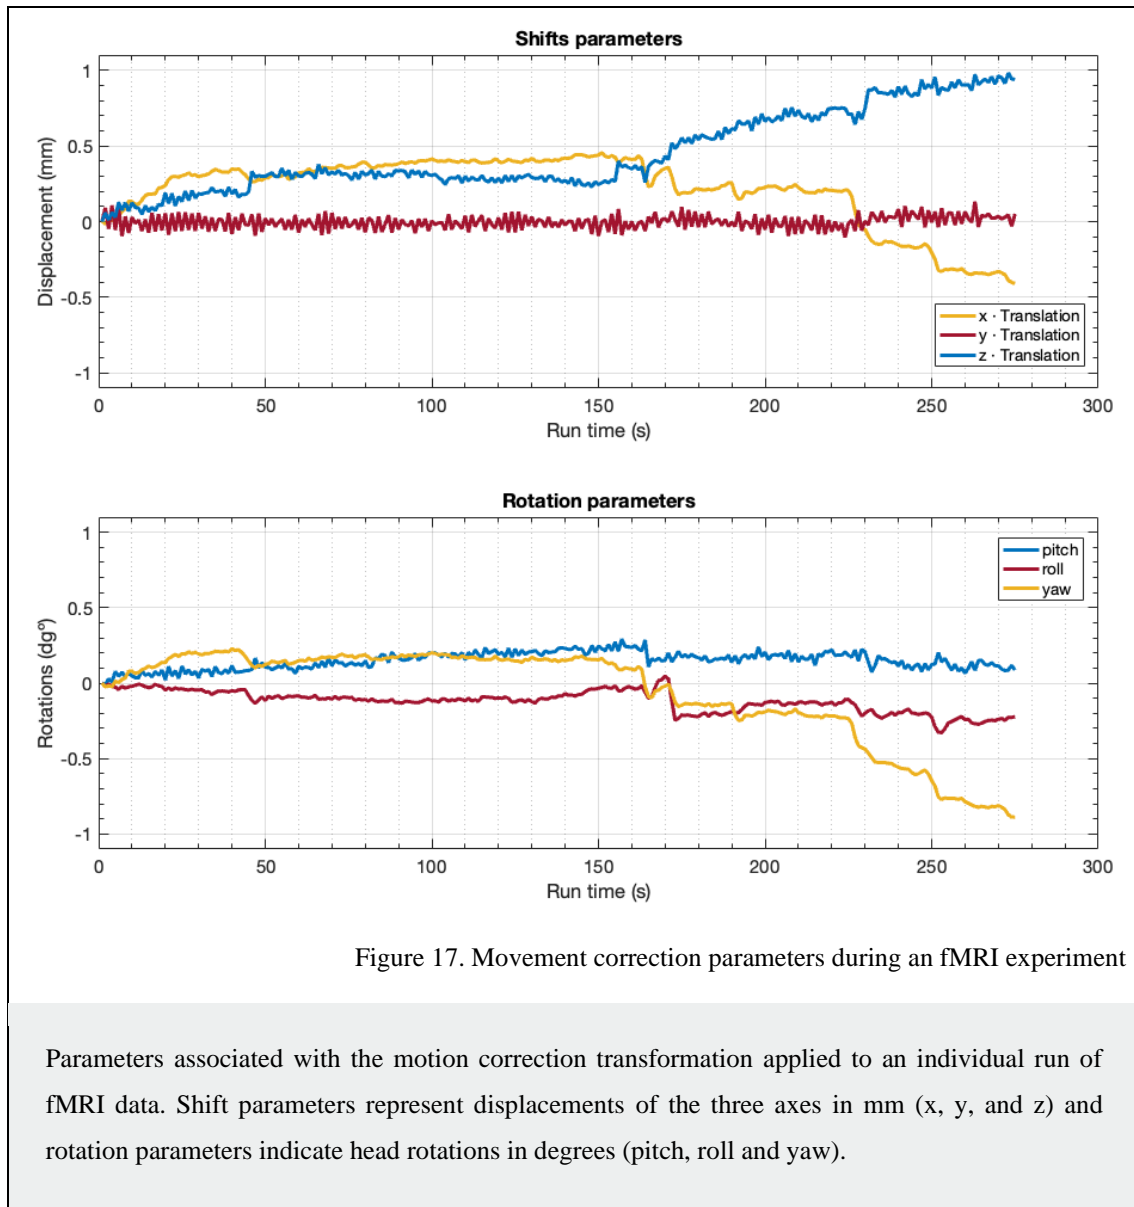 Shifts parameters
1
0.5
0
-0.5
-1
Displacement (mm)
x · Translation
y · Translation
z · Translation
0 50 100 150 200 250 300
Run time (s)
Rotation parameters
1
0.5
0
-0.5
-1
Rotations (dgº)
pitch
roll
yaw
0 50 100 150 200 250 300
Run time (s)
Figure 17. Movement correction parameters during an fMRI experiment
Parameters associated with the motion correction transformation applied to an individual run of
fMRI data. Shift parameters represent displacements of the three axes in mm (x, y, and z) and
rotation parameters indicate head rotations in degrees (pitch, roll and yaw).